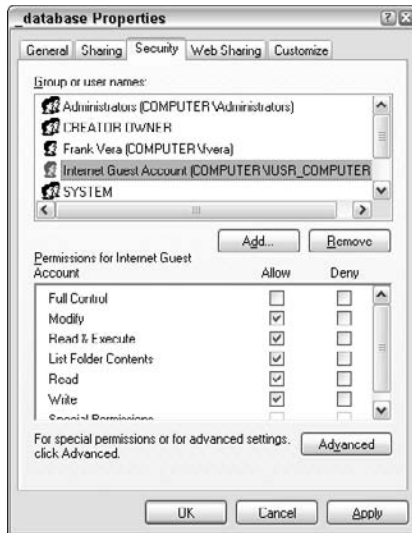 _database Properties
General Sharing Security Web Sharing Customize
Group or user names:
Administrators (COMPUTER\Administrators)
CREATOR OWNER
Frank Vera (COMPUTER\fvera)
Internet Guest Account (COMPUTER\IUSR_COMPUTER
SYSTEM
Add... Remove
Permissions for Internet Guest
Account Allow Deny
Full Control
Modify
Read & Execute
List Folder Contents
Read
Write
Special Permissions
For special permissions or for advanced settings,
click Advanced.
Advanced
OK Cancel Apply